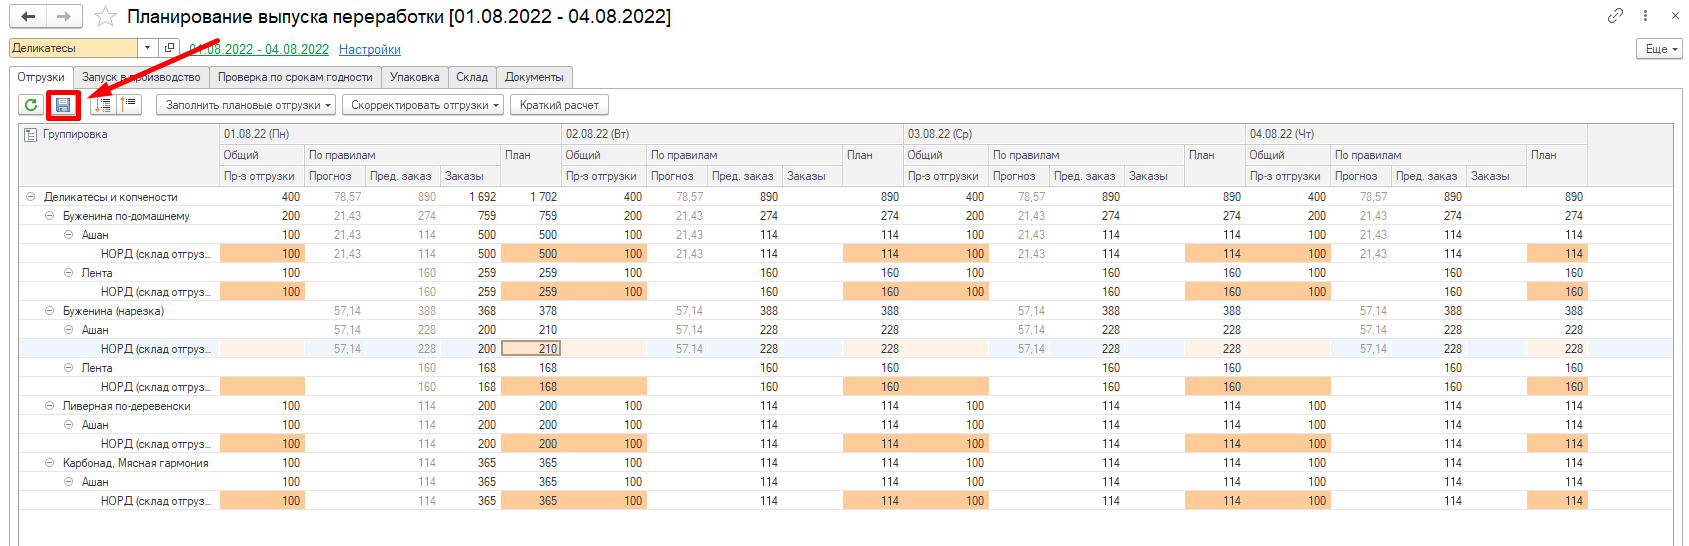 Планирование выпуска переработки [01.08.2022 - 04.08.2022]
Деликатесы 01.08.2022 - 04.08.2022 Настройки Еще
Отгрузки Запуск в производство Проверка по срокам годности Упаковка Склад Документы
Заполнить плановые отгрузки Скорректировать отгрузки Краткий расчет
Группировка 01.08.22 (Пн) 02.08.22 (Вт) 03.08.22 (Ср) 04.08.22 (Чт)
Общий По правилам План Общий По правилам План Общий По правилам План Общий По правилам План
Пр-з отгрузки Прогноз Пред. заказ Заказы Пр-з отгрузки Прогноз Пред. заказ Заказы Пр-з отгрузки Прогноз Пред. заказ Заказы Пр-з отгрузки Прогноз Пред. заказ Заказы
Деликатесы и копчености 400 78,57 890 1 692 1 702 400 78,57 890 890 400 78,57 890 890 400 78,57 890 890
Буженина по-домашнему 200 21,43 274 759 759 200 21,43 274 274 200 21,43 274 274 200 21,43 274 274
Ашан 100 21,43 114 500 500 100 21,43 114 114 100 21,43 114 114 100 21,43 114 114
НОРД (склад отгруз... 100 21,43 114 500 500 100 21,43 114 114 100 21,43 114 114 100 21,43 114 114
Лента 100 160 259 259 100 160 160 100 160 160 100 160 160
НОРД (склад отгруз... 100 160 259 259 100 160 160 100 160 160 100 160 160
Буженина (нарезка) 57,14 388 368 378 57,14 388 388 57,14 388 388 57,14 388 388
Ашан 57,14 228 200 210 57,14 228 228 57,14 228 228 57,14 228 228
НОРД (склад отгруз... 57,14 228 200 210 57,14 228 228 57,14 228 228 57,14 228 228
Лента 160 168 168 160 160 160 160 160 160
НОРД (склад отгруз... 160 168 168 160 160 160 160 160 160
Ливерная по-деревенски 100 114 200 200 100 114 114 100 114 114 100 114 114
Ашан 100 114 200 200 100 114 114 100 114 114 100 114 114
НОРД (склад отгруз... 100 114 200 200 100 114 114 100 114 114 100 114 114
Карбонад, Мясная гармония 100 114 365 365 100 114 114 100 114 114 100 114 114
Ашан 100 114 365 365 100 114 114 100 114 114 100 114 114
НОРД (склад отгруз... 100 114 365 365 100 114 114 100 114 114 100 114 114